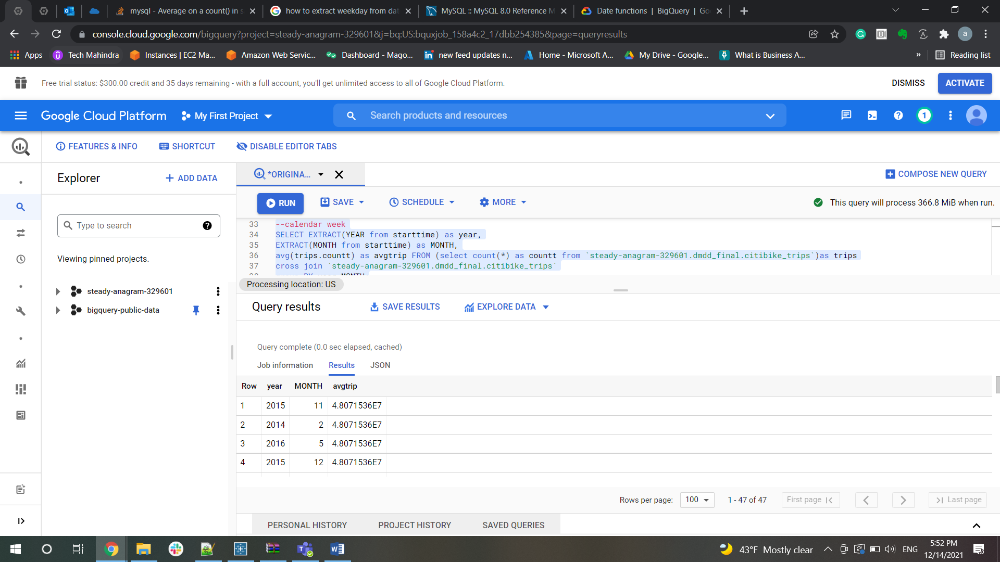 mysql - Average on a count() in s
how to extract weekday from dat
MySQL :: MySQL 8.0 Reference M
Date functions | BigQuery | Go
console.cloud.google.com/bigquery?project=steady-anagram-329601&j=bq:US:bquxjob_158a4c2_17dbb254385&page=queryresults
a
Apps
Tech Mahindra
Instances | EC2 Ma...
Amazon Web Servic...
Dashboard - Mago...
new feed updates n...
Home - Microsoft A...
My Drive - Google...
What is Business A...
»
Reading list
Free trial status: $300.00 credit and 35 days remaining - with a full account, you'll get unlimited access to all of Google Cloud Platform.
DISMISS
ACTIVATE
Google Cloud Platform
My First Project
Search products and resources
1
FEATURES & INFO
SHORTCUT
DISABLE EDITOR TABS
Explorer
+ ADD DATA
*ORIGINA...
COMPOSE NEW QUERY
RUN
SAVE
SCHEDULE
MORE
This query will process 366.8 MiB when run.
Type to search
Viewing pinned projects.
steady-anagram-329601
bigquery-public-data
33 --calendar week
34 SELECT EXTRACT(YEAR from starttime) as year,
35 EXTRACT(MONTH from starttime) as MONTH,
36 avg(trips.countt) as avgtrip FROM (select count(*) as countt from `steady-anagram-329601.dmdd_final.citibike_trips`)as trips
37 cross join `steady-anagram-329601.dmdd_final.citibike_trips`
38 group BY year,MONTH;
Processing location: US
Query results
SAVE RESULTS
EXPLORE DATA
Query complete (0.0 sec elapsed, cached)
Job information
Results
JSON
Row year MONTH avgtrip
1 2015 11 4.8071536E7
2 2014 2 4.8071536E7
3 2016 5 4.8071536E7
4 2015 12 4.8071536E7
Rows per page:
100
1 - 47 of 47
First page
Last page
PERSONAL HISTORY
PROJECT HISTORY
SAVED QUERIES
43°F Mostly clear
ENG
5:52 PM
12/14/2021